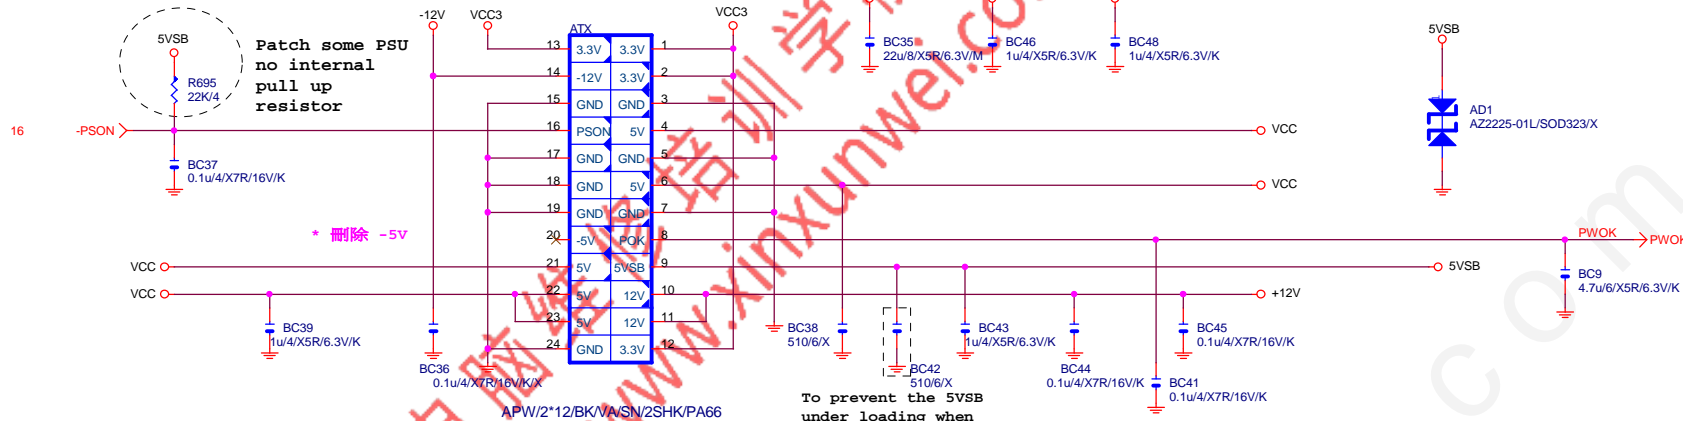 5VSB
R695
22K/4
Patch some PSU
no internal
pull up
resistor
16
-PSON
BC37
0.1u/4/X7R/16V/K
* 刪除 -5V
VCC
VCC
BC39
1u/4/X5R/6.3V/K
-12V
VCC3
VCC3
ATX
13 3.3V 3.3V 1
14 -12V 3.3V 2
15 GND GND 3
16 PSON 5V 4
17 GND GND 5
18 GND 5V 6
19 GND GND 7
20 -5V POK 8
21 5V 5VSB 9
22 5V 12V 10
23 5V 12V 11
24 GND 3.3V 12
BC36
0.1u/4/X7R/16V/K/X
APW/2*12/BK/VA/SN/2SHK/PA66
BC35
22u/8/X5R/6.3V/M
BC46
1u/4/X5R/6.3V/K
BC48
1u/4/X5R/6.3V/K
VCC
VCC
5VSB
AD1
AZ2225-01L/SOD323/X
PWOK
PWOK
5VSB
+12V
BC9
4.7u/6/X5R/6.3V/K
BC38
510/6/X
BC42
510/6/X
BC43
1u/4/X5R/6.3V/K
BC44
0.1u/4/X7R/16V/K
BC45
0.1u/4/X7R/16V/K
BC41
0.1u/4/X7R/16V/K
To prevent the 5VSB
under loading when
脑维修培训学
www.xinxunwei.co
com